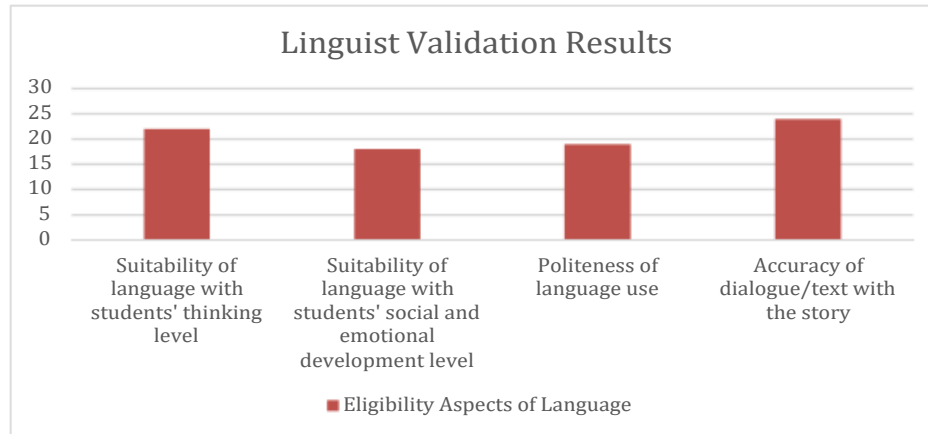 Linguist Validation Results
30
25
20
15
10
5
0
Suitability of
language with
students' thinking
level
Suitability of
language with
students' social and
emotional
development level
Politeness of
language use
Accuracy of
dialogue/text with
the story
Eligibility Aspects of Language